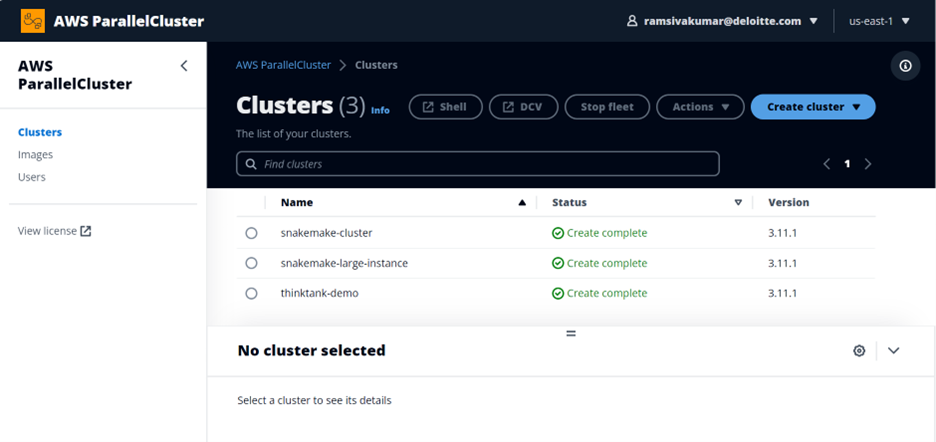 AWS ParallelCluster
ramsivakumar@deloitte.com
us-east-1
AWS
ParallelCluster
Clusters
Images
Users
View license
AWS ParallelCluster > Clusters
Clusters (3) Info
Shell
DCV
Stop fleet
Actions
Create cluster
The list of your clusters.
Find clusters
1
Name Status Version
snakemake-cluster Create complete 3.11.1
snakemake-large-instance Create complete 3.11.1
thinktank-demo Create complete 3.11.1
No cluster selected
Select a cluster to see its details